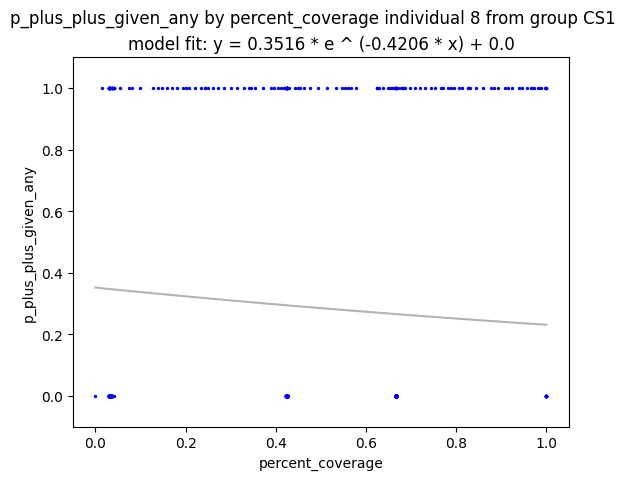 p_plus_plus_given_any by percent_coverage individual 8 from group CS1
model fit: y = 0.3516 * e ^ (-0.4206 * x) + 0.0
1.0
0.8
0.6
0.4
0.2
0.0
p_plus_plus_given_any
0.0 0.2 0.4 0.6 0.8 1.0
percent_coverage